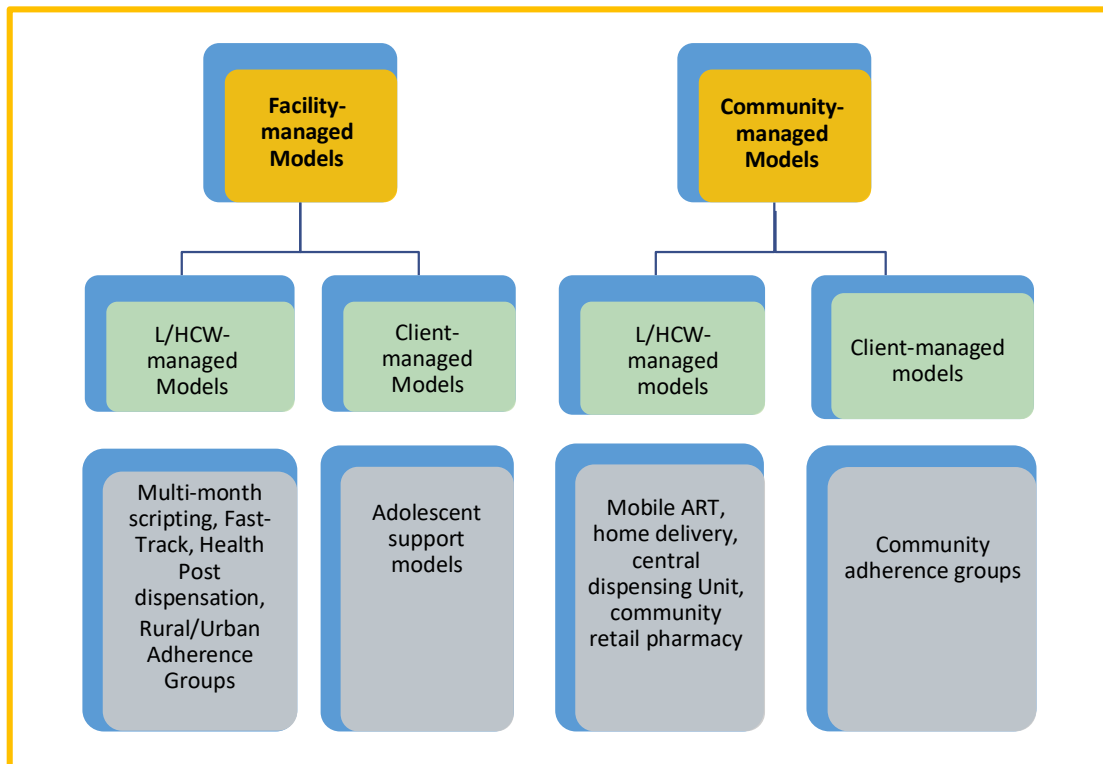 Facility-
managed
Models
Community-
managed
Models
L/HCW-
managed
Models
Client-
managed
Models
L/HCW-
managed
models
Client-managed
models
Multi-month
scripting, Fast-
Track, Health
Post dispensation,
Rural/Urban
Adherence
Groups
Adolescent
support
models
Mobile ART,
home delivery,
central
dispensing Unit,
community
retail pharmacy
Community
adherence groups